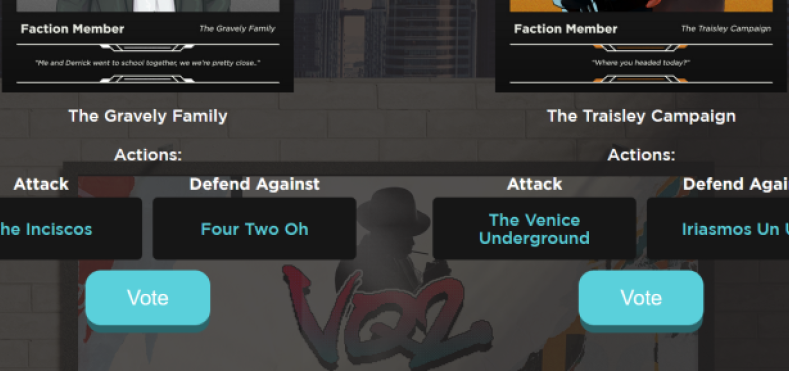 Faction Member
The Gravely Family
"Me and Derrick went to school together, we we're pretty close.."
The Gravely Family
Actions:
Attack
Defend Against
he Inciscos
Four Two Oh
Vote
Faction Member
The Traisley Campaign
"Where you headed today?"
The Traisley Campaign
Actions:
Attack
Defend Agai
The Venice
Underground
Iriasmos Un
Vote
VQ2